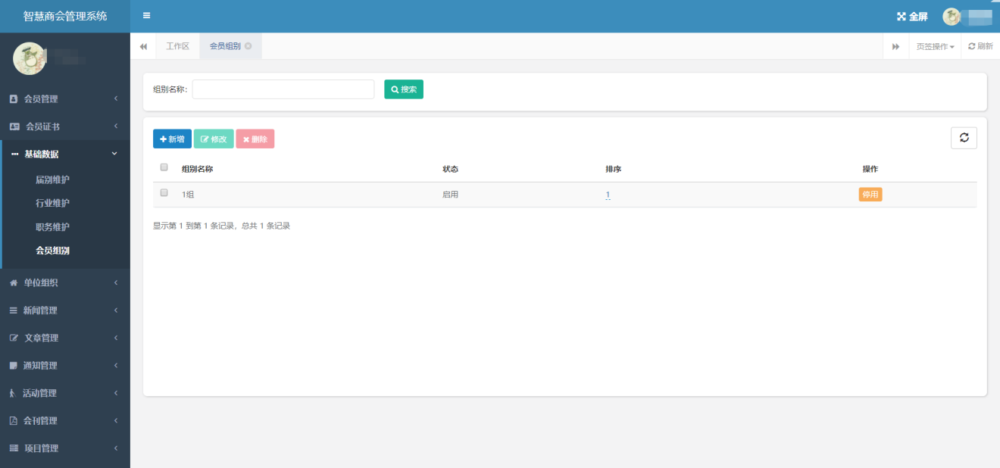 智慧商会管理系统
全屏
工作区
会员组别
页签操作
刷新
会员管理
会员证书
基础数据
届别维护
行业维护
职务维护
会员组别
单位组织
新闻管理
文章管理
通知管理
活动管理
会刊管理
项目管理
组别名称：
搜索
新增
修改
删除
组别名称 状态 排序 操作
1组 启用 1 停用
显示第 1 到第 1 条记录，总共 1 条记录